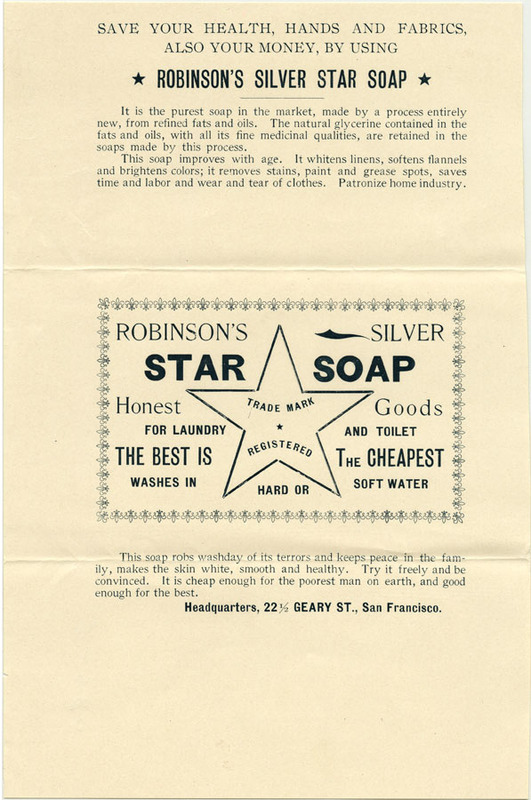 SAVE YOUR HEALTH, HANDS AND FABRICS,
ALSO YOUR MONEY, BY USING
★ ROBINSON'S SILVER STAR SOAP ★
It is the purest soap in the market, made by a process entirely
new, from refined fats and oils. The natural glycerine contained in the
fats and oils, with all its fine medicinal qualities, are retained in the
soaps made by this process.
This soap improves with age. It whitens linens, softens flannels
and brightens colors; it removes stains, paint and grease spots, saves
time and labor and wear and tear of clothes. Patronize home industry.
ROBINSON'S SILVER
STAR SOAP
TRADE MARK
★
REGISTERED
Honest Goods
FOR LAUNDRY AND TOILET
THE BEST IS THE CHEAPEST
WASHES IN HARD OR SOFT WATER
This soap robs washday of its terrors and keeps peace in the fam-
ily, makes the skin white, smooth and healthy. Try it freely and be
convinced. It is cheap enough for the poorest man on earth, and good
enough for the best.
Headquarters, 22½ GEARY ST., San Francisco.